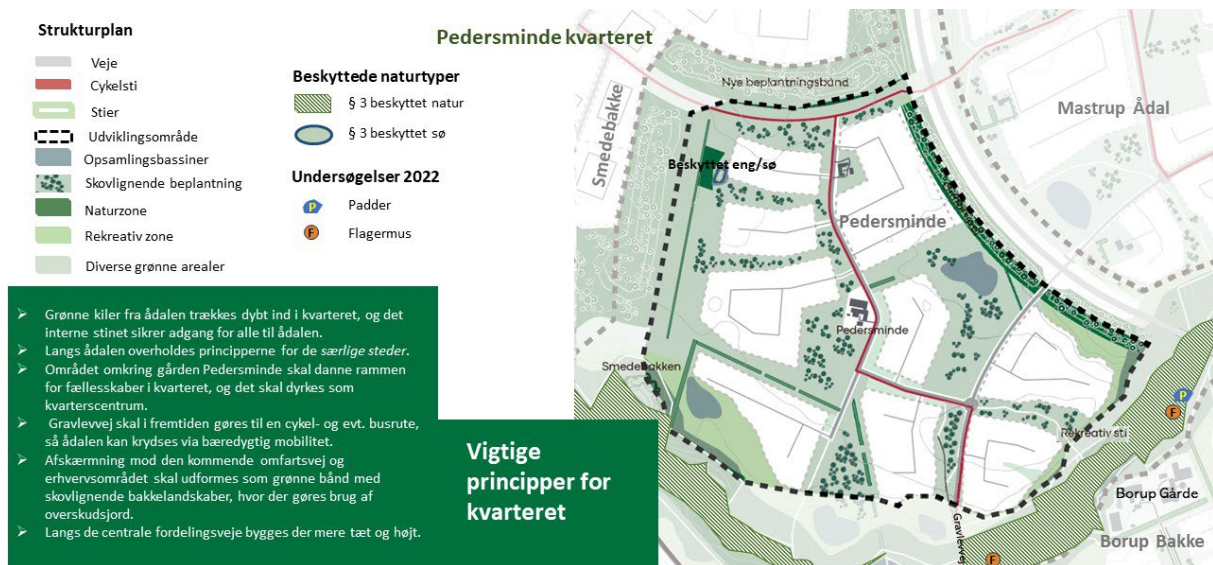 Strukturplan
Veje
Cykelsti
Stier
Udviklingsområde
Opsamlingsbassiner
Skovlignende beplantning
Naturzone
Rekreativ zone
Diverse grønne arealer
Beskyttede naturtyper
§ 3 beskyttet natur
§ 3 beskyttet sø
Undersøgelser 2022
P Padder
F Flagermus
Pedersminde kvarteret
Nye beplantningsbånd
Smedebakke
Mastrup Ådal
Beskyttet eng/sø
Pedersminde
Pedersminde
Smedebakken
P
F
Rekreativ sti
Borup Gårde
Gravlevvej
Borup Bakke
F
➢ Grønne kiler fra ådalen trækkes dybt ind i kvarteret, og det
interne stinet sikrer adgang for alle til ådalen.
➢ Langs ådalen overholdes principperne for de særlige steder.
➢ Området omkring gården Pedersminde skal danne rammen
for fællesskaber i kvarteret, og det skal dyrkes som
kvarterscentrum.
➢ Gravlevvej skal i fremtiden gøres til en cykel- og evt. busrute,
så ådalen kan krydses via bæredygtig mobilitet.
➢ Afskærmning mod den kommende omfartsvej og
erhvervsområdet skal udformes som grønne bånd med
skovlignende bakkelandskaber, hvor der gøres brug af
overskudsjord.
➢ Langs de centrale fordelingsveje bygges der mere tæt og højt.
Vigtige
principper for
kvarteret